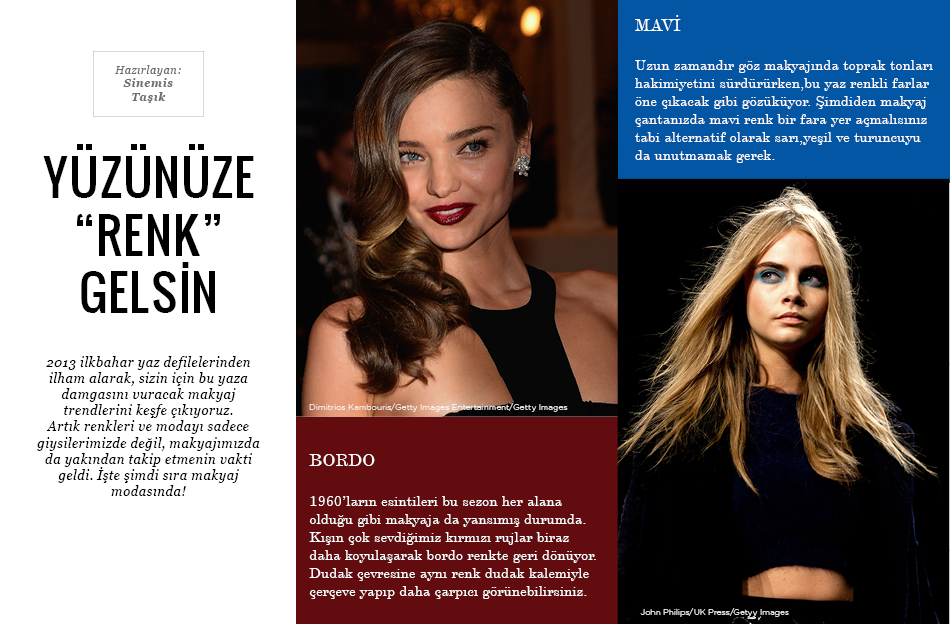 Hazırlayan:
Sinemis
Taşık
YÜZÜNÜZE
“RENK”
GELSİN
2013 ilkbahar yaz defilelerinden
ilham alarak, sizin için bu yaza
damgasını vuracak makyaj
trendlerini keşfe çıkıyoruz.
Artık renkleri ve modayı sadece
giysilerimizde değil, makyajımızda
da yakından takip etmenin vakti
geldi. İşte şimdi sıra makyaj
modasında!
Dimitrios Kambouris/Getty Images Entertainment/Getty Images
BORDO
1960’ların esintileri bu sezon her alana
olduğu gibi makyaja da yansımış durumda.
Kışın çok sevdiğimiz kırmızı rujlar biraz
daha koyulaşarak bordo renkte geri dönüyor.
Dudak çevresine aynı renk dudak kalemiyle
çerçeve yapıp daha çarpıcı görünebilirsiniz.
MAVİ
Uzun zamandır göz makyajında toprak tonları
hakimiyetini sürdürürken,bu yaz renkli farlar
öne çıkacak gibi gözüküyor. Şimdiden makyaj
çantanızda mavi renk bir fara yer açmalısınız
tabi alternatif olarak sarı,yeşil ve turuncuyu
da unutmamak gerek.
John Philips/UK Press/Getyy Images